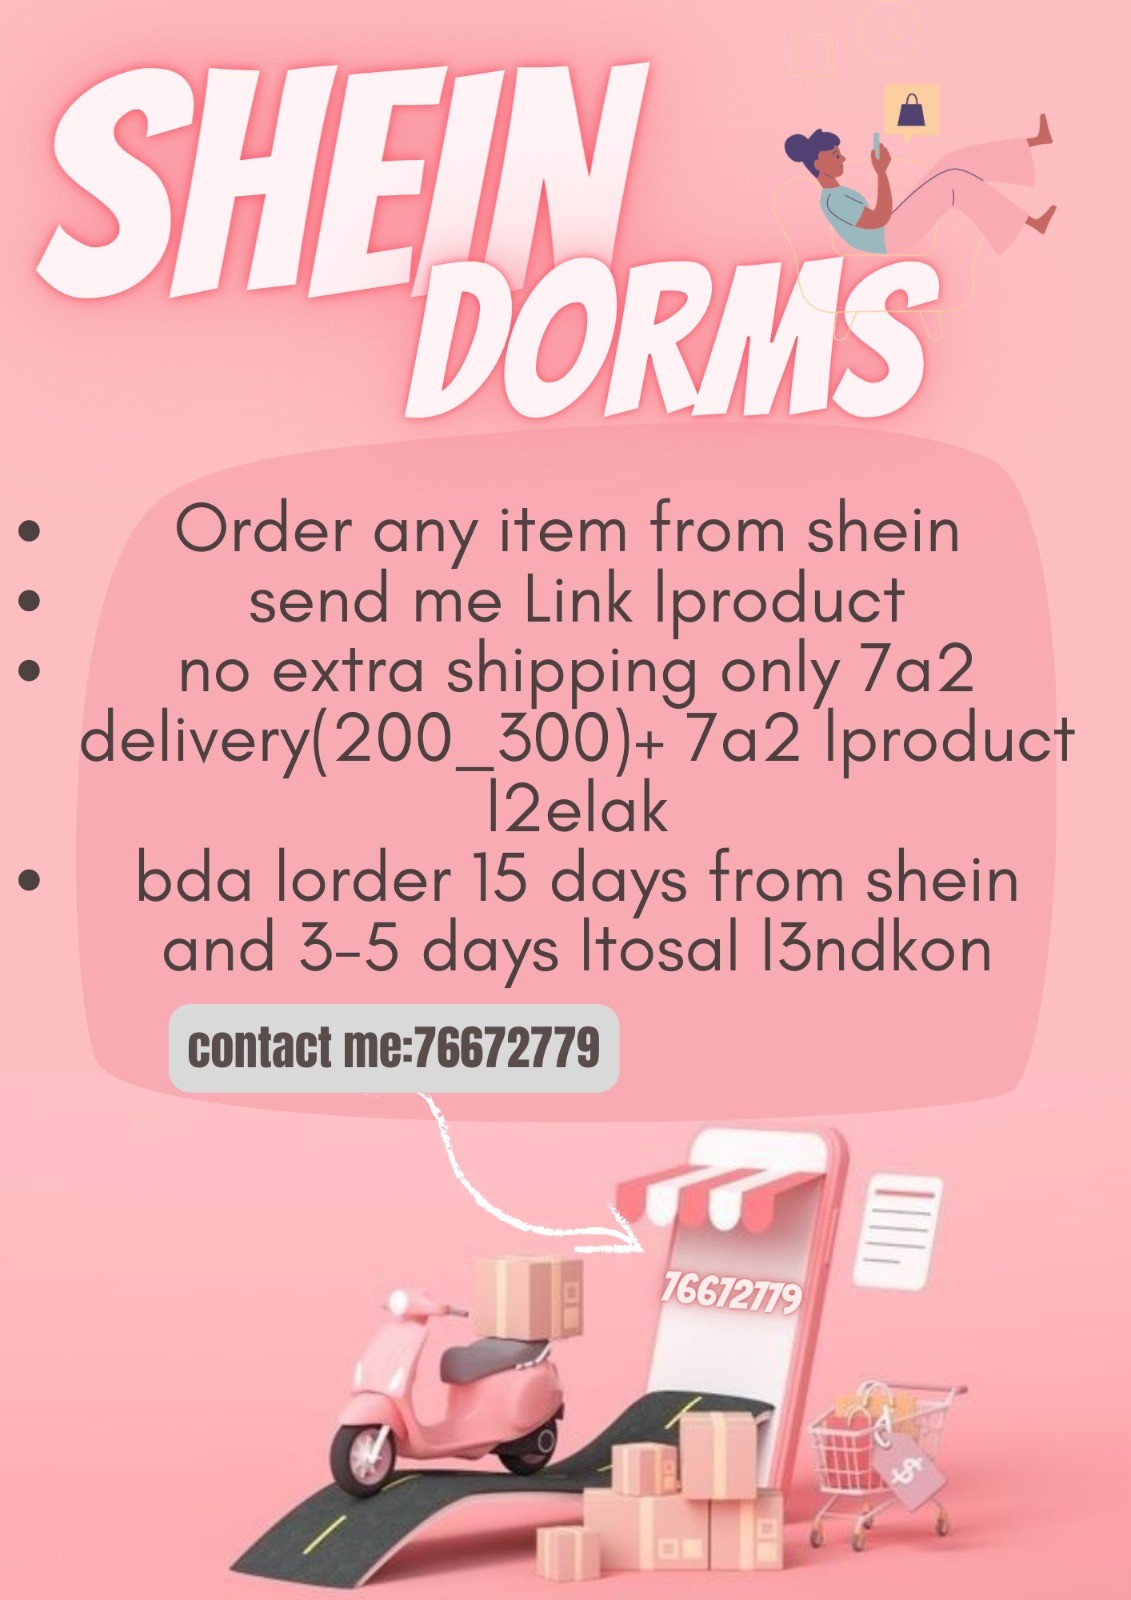 SHEIN
DORMS
• Order any item from shein
• send me Link lproduct
• no extra shipping only 7a2
delivery(200_300)+ 7a2 lproduct
l2elak
• bda lorder 15 days from shein
and 3-5 days ltosal l3ndkon
contact me:76672779
76672779
$